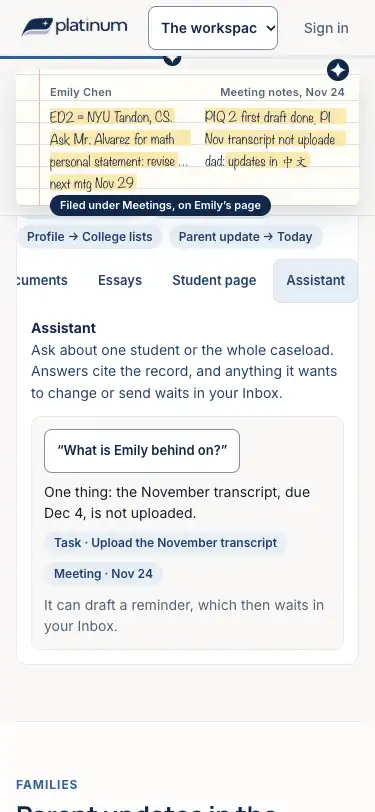 platinum
The workspac
Sign in
Emily Chen
Meeting notes, Nov 24
ED2 = NYU Tandon, CS.
Ask Mr. Alvarez for math
personal statement: revise ...
next mtg Nov 29
PIQ 2 first draft done, PI
Nov transcript not uploade
dad: updates in 中文
Filed under Meetings, on Emily’s page
Profile → College lists
Parent update → Today
cuments
Essays
Student page
Assistant
Assistant
Ask about one student or the whole caseload.
Answers cite the record, and anything it wants
to change or send waits in your Inbox.
“What is Emily behind on?”
One thing: the November transcript, due
Dec 4, is not uploaded.
Task · Upload the November transcript
Meeting · Nov 24
It can draft a reminder, which then waits in
your Inbox.
FAMILIES
Parent updates in the